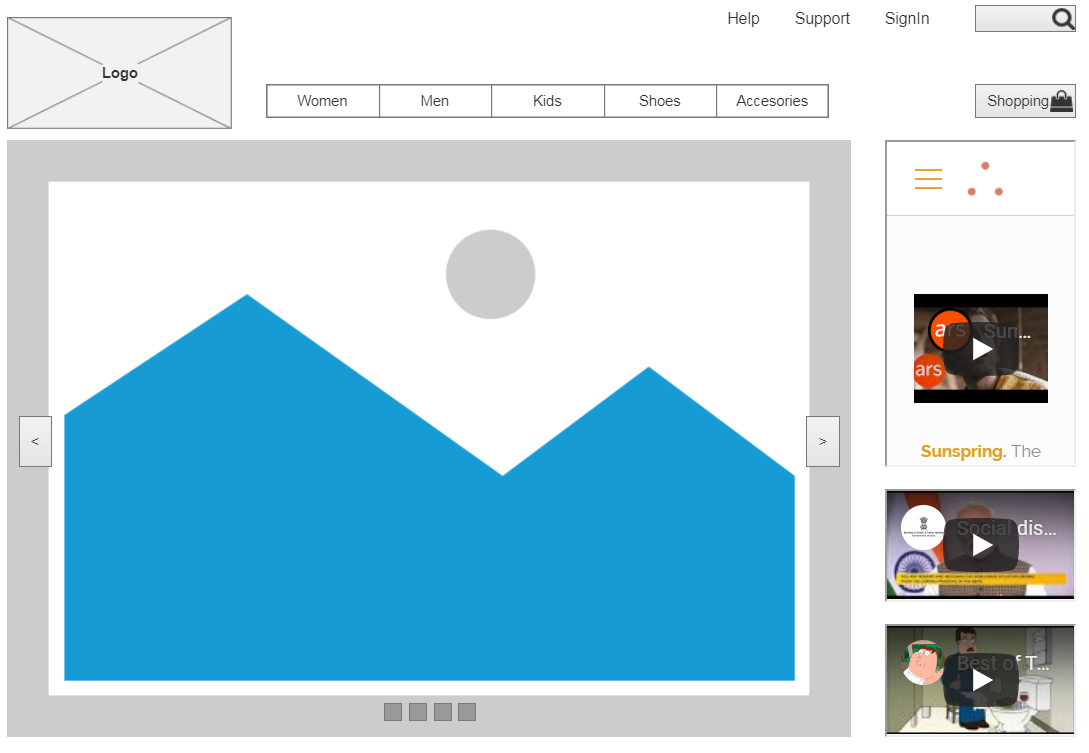 Help Support SignIn
Logo
Women Men Kids Shoes Accesories
Shopping
<
>
ars Sun...
ars
Sunspring. The
Social dis...
Best of T...